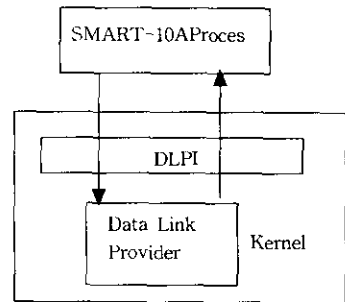 SMART-10AProces
DLPI
Data Link
Provider
Kernel